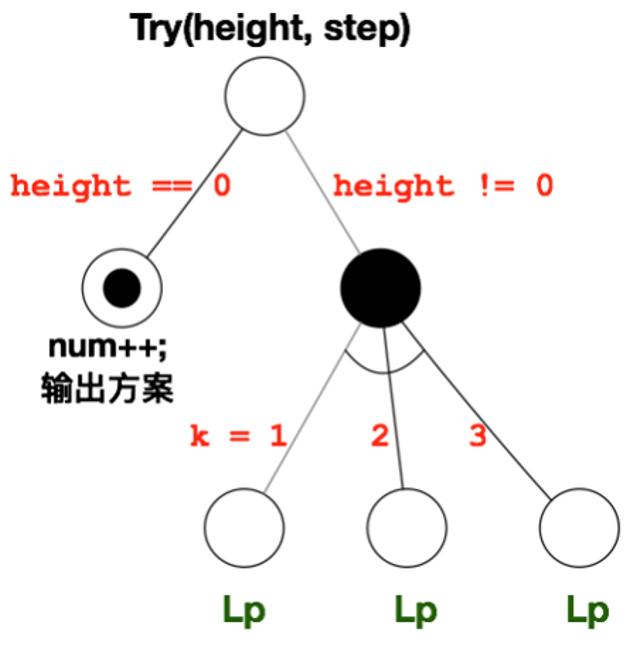 Try(height, step)
height == 0
height != 0
num++;
输出方案
k = 1
2
3
Lp
Lp
Lp